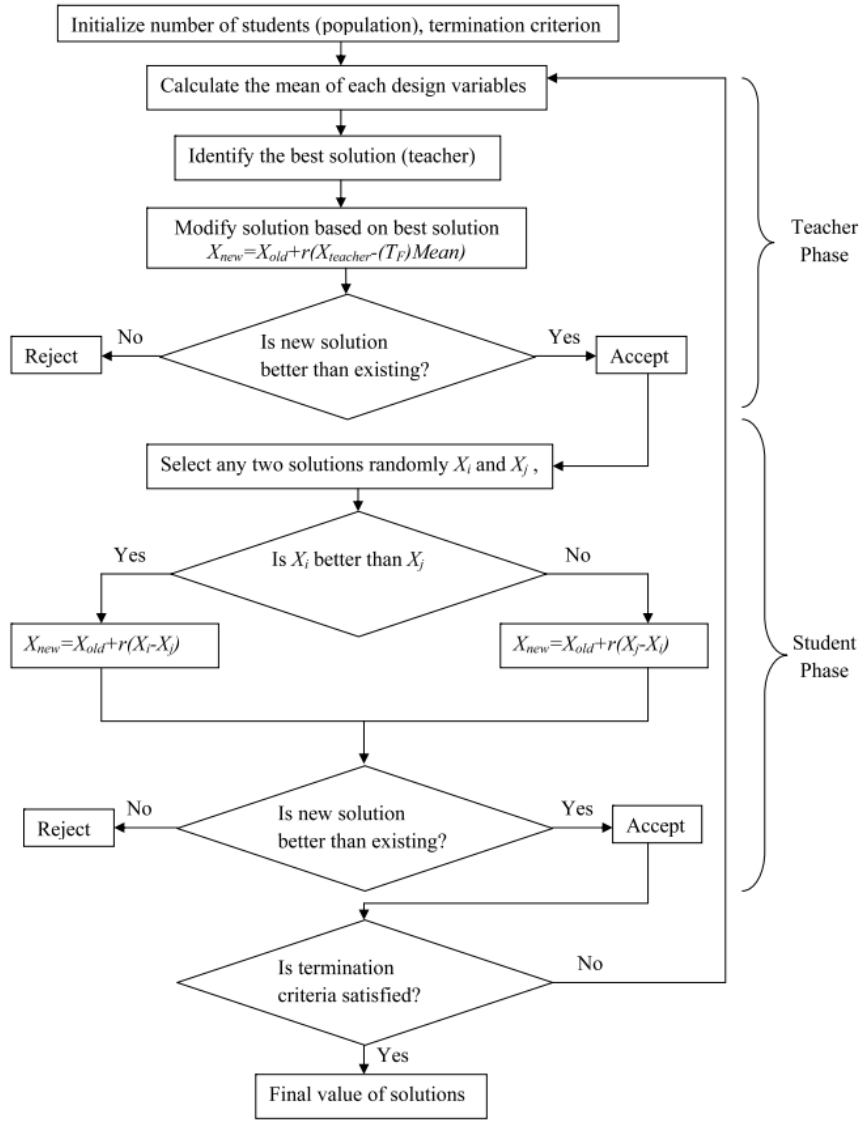 Initialize number of students (population), termination criterion
Calculate the mean of each design variables
Identify the best solution (teacher)
Modify solution based on best solution
Xnew=Xold+r(Xteacher-(TF)Mean)
Teacher
Phase
Is new solution
better than existing?
No
Yes
Reject
Accept
Select any two solutions randomly Xi and Xj ,
Is Xi better than Xj
Yes
No
Xnew=Xold+r(Xi-Xj)
Xnew=Xold+r(Xj-Xi)
Student
Phase
Is new solution
better than existing?
No
Yes
Reject
Accept
Is termination
criteria satisfied?
No
Yes
Final value of solutions